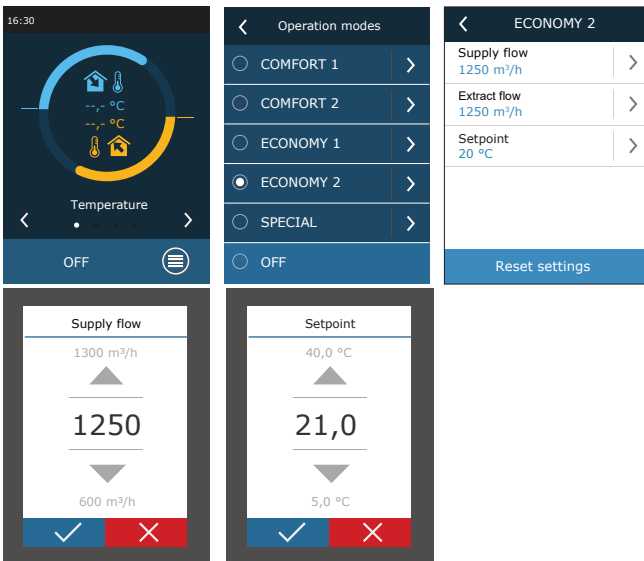 16:30
--,- °C
--,- °C
Temperature
OFF
Operation modes
COMFORT 1
COMFORT 2
ECONOMY 1
ECONOMY 2
SPECIAL
OFF
ECONOMY 2
Supply flow
1250 m³/h
Extract flow
1250 m³/h
Setpoint
20 °C
Reset settings
Supply flow
1300 m³/h
1250
600 m³/h
Setpoint
40,0 °C
21,0
5,0 °C